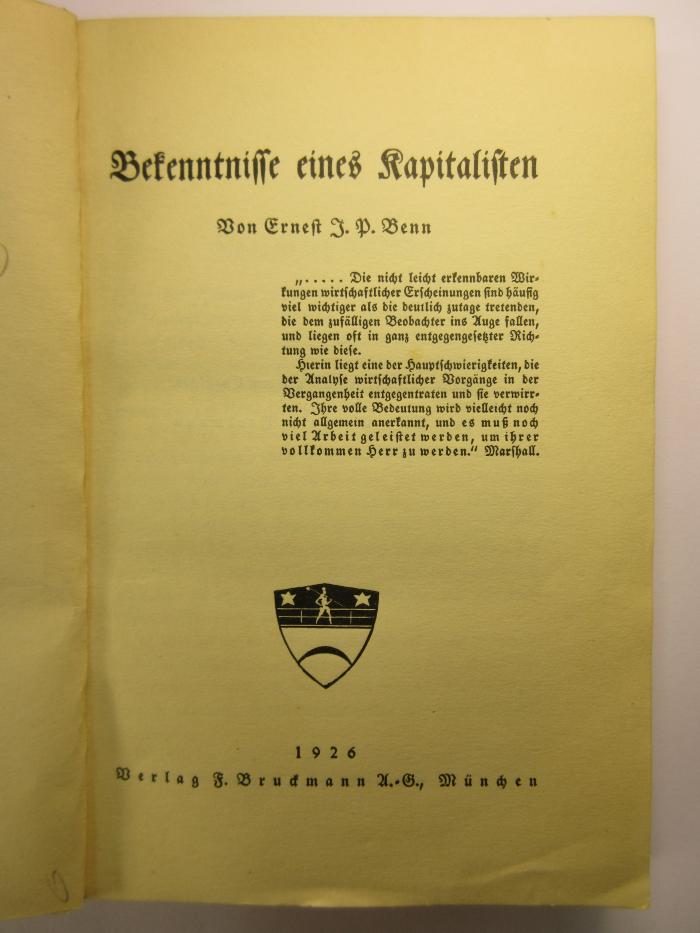 Bekenntnisse eines Kapitalisten
Von Ernest J. P. Benn
„..... Die nicht leicht erkennbaren Wir-
kungen wirtschaftlicher Erscheinungen sind häufig
viel wichtiger als die deutlich zutage tretenden,
die dem zufälligen Beobachter ins Auge fallen,
und liegen oft in ganz entgegengesetzter Rich-
tung wie diese.
Hierin liegt eine der Hauptschwierigkeiten, die
der Analyse wirtschaftlicher Vorgänge in der
Vergangenheit entgegentraten und sie verwirr-
ten. Ihre volle Bedeutung wird vielleicht noch
nicht allgemein anerkannt, und es muß noch
viel Arbeit geleistet werden, um ihrer
vollkommen Herr zu werden.“ Marshall.
1926
Verlag F. Bruckmann A.-G., München